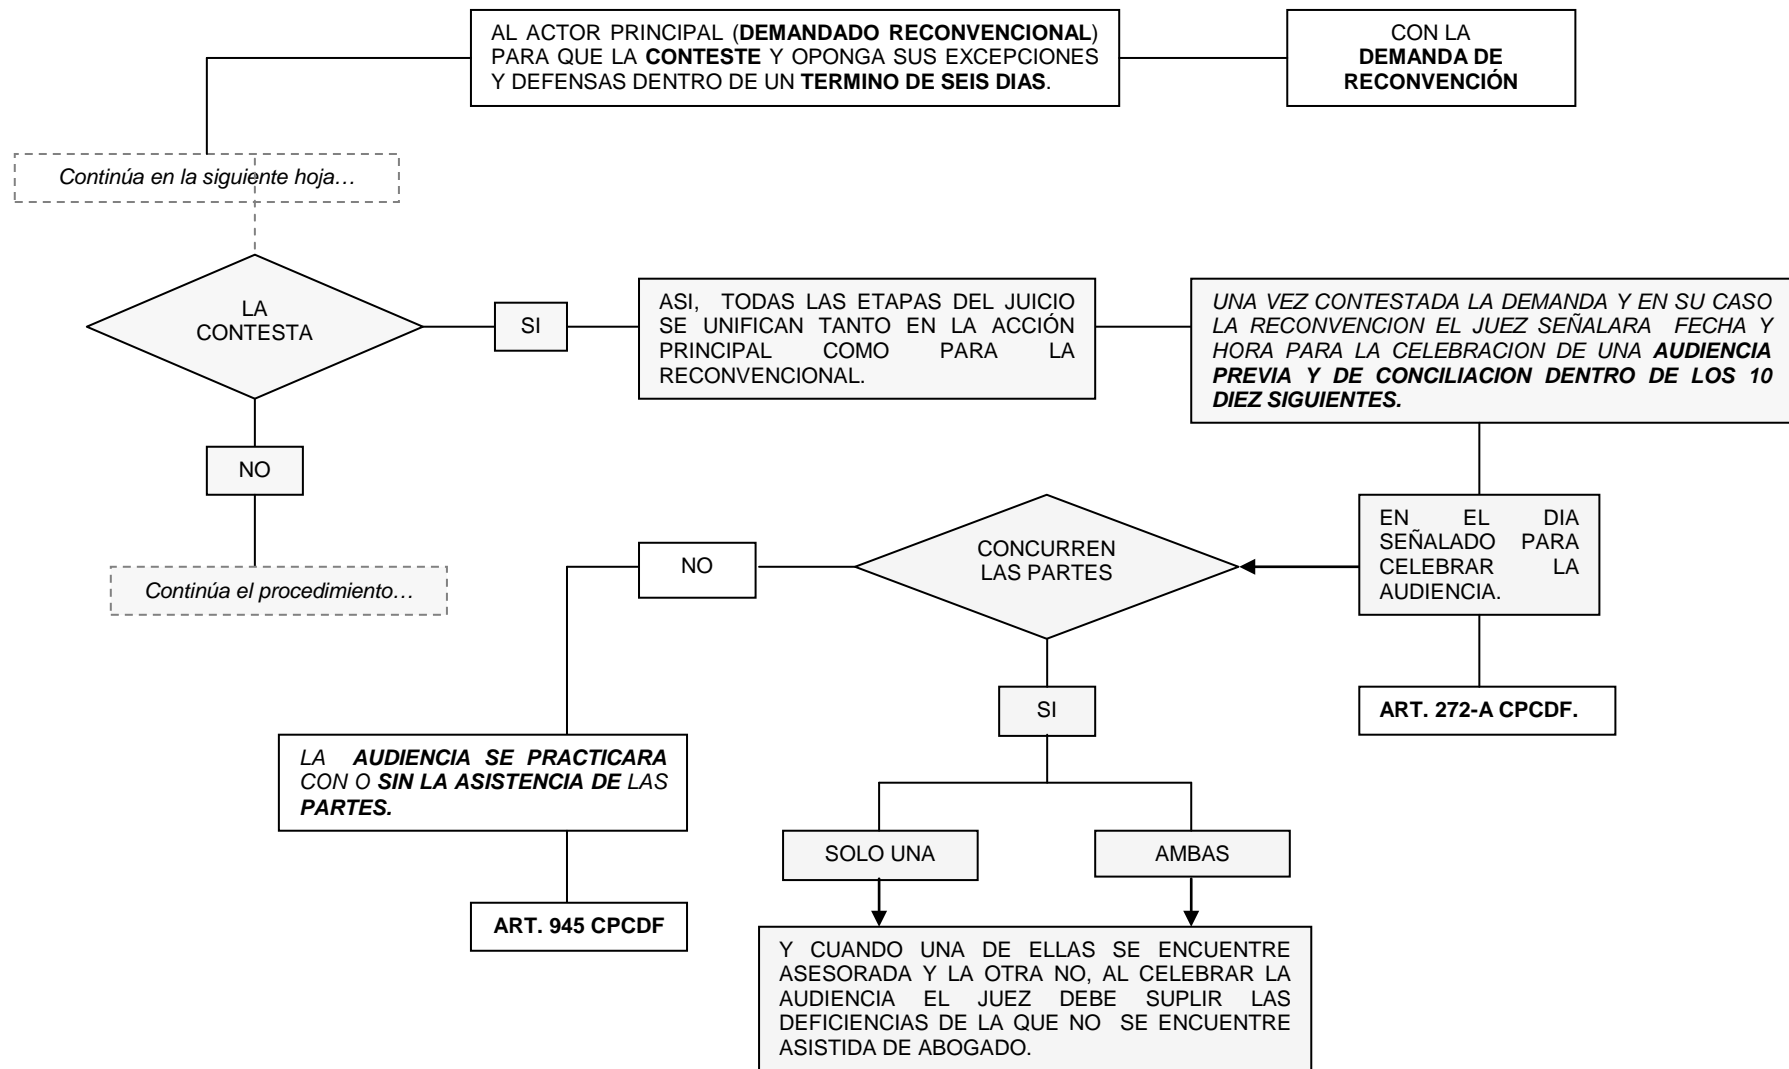 AL ACTOR PRINCIPAL (DEMANDADO RECONVENCIONAL)
PARA QUE LA CONTESTE Y OPONGA SUS EXCEPCIONES
Y DEFENSAS DENTRO DE UN TERMINO DE SEIS DIAS.
CON LA
DEMANDA DE
RECONVENCIÓN
Continúa en la siguiente hoja…
LA
CONTESTA
SI
ASI, TODAS LAS ETAPAS DEL JUICIO
SE UNIFICAN TANTO EN LA ACCIÓN
PRINCIPAL COMO PARA LA
RECONVENCIONAL.
UNA VEZ CONTESTADA LA DEMANDA Y EN SU CASO
LA RECONVENCION EL JUEZ SEÑALARA FECHA Y
HORA PARA LA CELEBRACION DE UNA AUDIENCIA
PREVIA Y DE CONCILIACION DENTRO DE LOS 10
DIEZ SIGUIENTES.
NO
Continúa el procedimiento…
EN EL DIA
SEÑALADO PARA
CELEBRAR LA
AUDIENCIA.
CONCURREN
LAS PARTES
NO
SI
ART. 272-A CPCDF.
LA AUDIENCIA SE PRACTICARA
CON O SIN LA ASISTENCIA DE LAS
PARTES.
SOLO UNA
AMBAS
ART. 945 CPCDF
Y CUANDO UNA DE ELLAS SE ENCUENTRE
ASESORADA Y LA OTRA NO, AL CELEBRAR LA
AUDIENCIA EL JUEZ DEBE SUPLIR LAS
DEFICIENCIAS DE LA QUE NO SE ENCUENTRE
ASISTIDA DE ABOGADO.